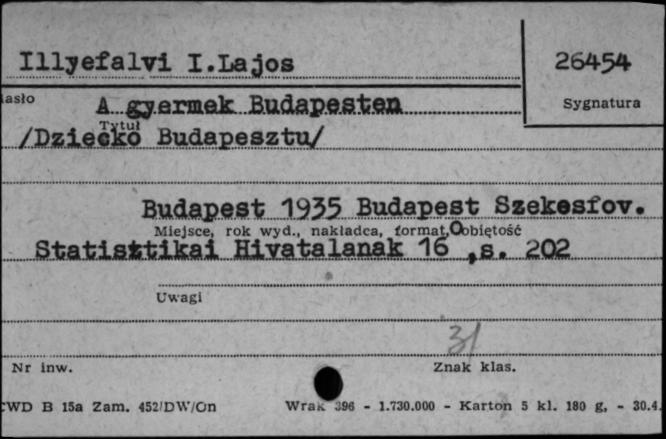 Illyefalvi I.Lajos
26454
asło
A gyermek Budapesten
Sygnatura
Tytuł
/Dziecko Budapesztu/
Budapest 1935 Budapest Szekesfov.
Miejsce, rok wyd., nakładca, format, obiętość
Statisztikai Hivatalanak 16°,s. 202
Uwagi
31
Nr inw.
Znak klas.
CWD B 15a Zam. 452/DW/On
Wrak 396 - 1.730.000 - Karton 5 kl. 180 g, - 30.4.